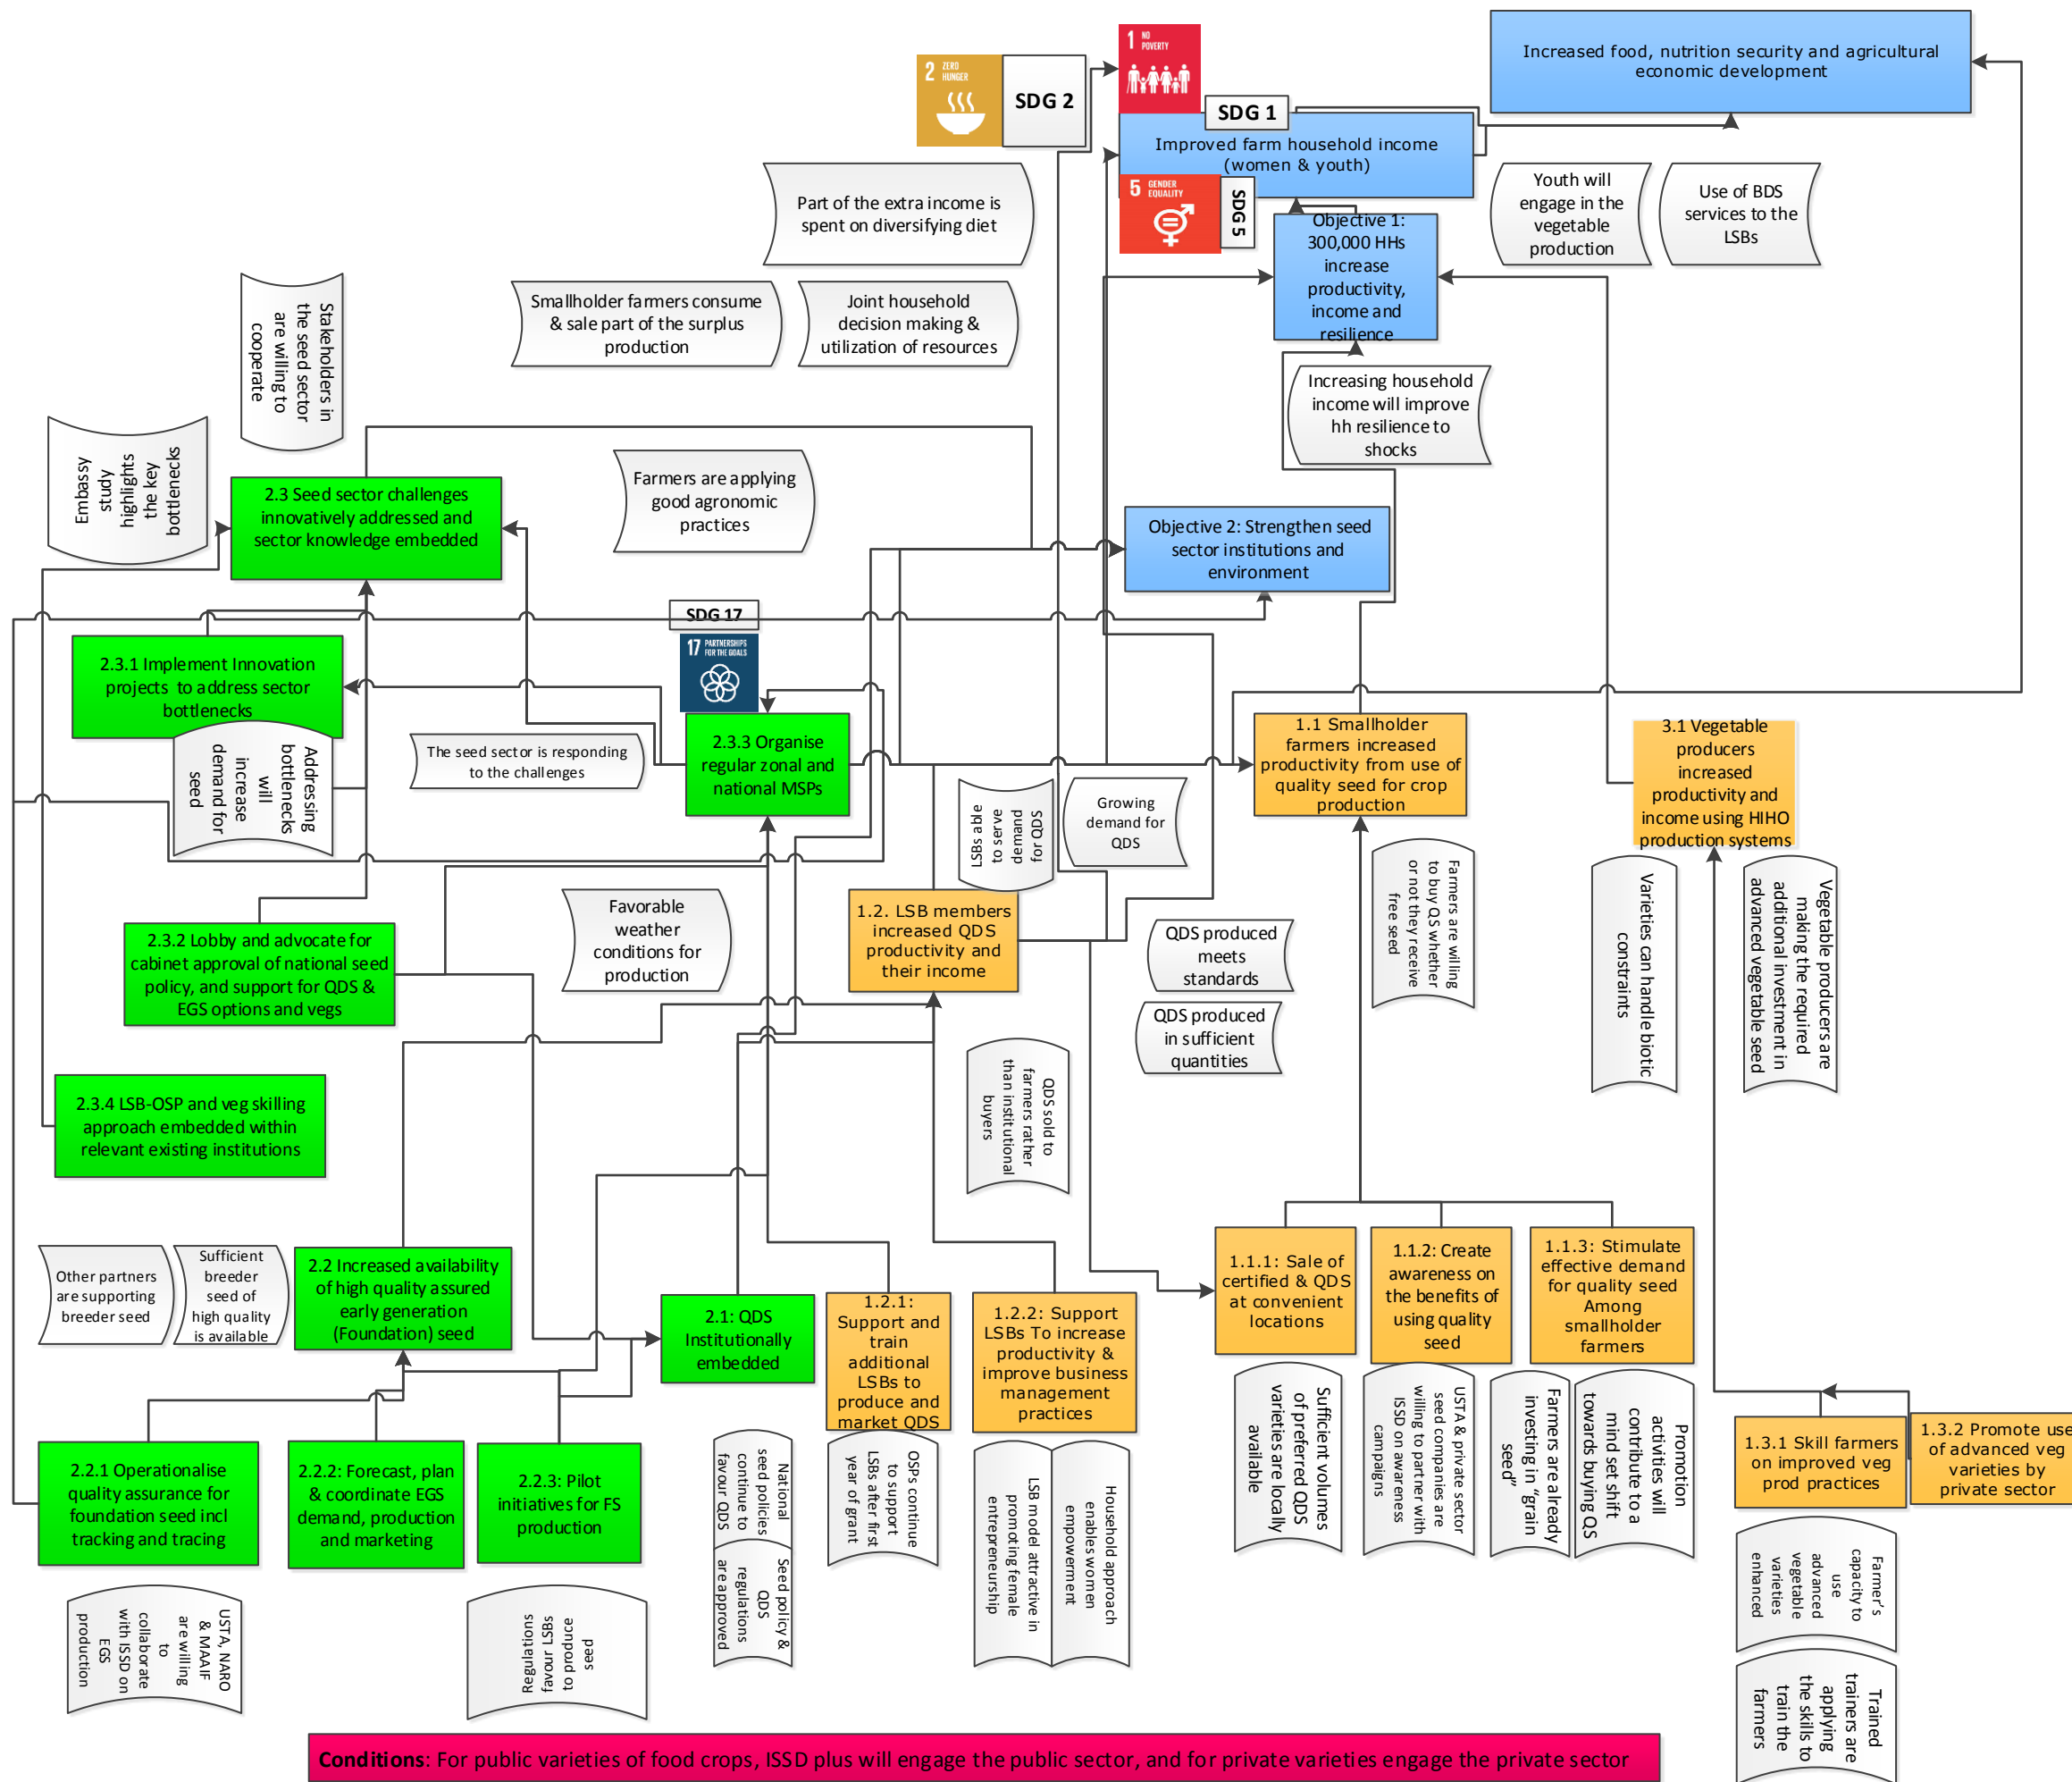 1 NO
POVERTY
2 ZERO
HUNGER
SDG 2
SDG 1
Increased food, nutrition security and agricultural
economic development
Improved farm household income
(women & youth)
5 GENDER
EQUALITY
SDG 5
Part of the extra income is
spent on diversifying diet
Youth will
engage in the
vegetable
production
Use of BDS
services to the
LSBs
Objective 1:
300,000 HHs
increase
productivity,
income and
resilience
Smallholder farmers consume
& sale part of the surplus
production
Joint household
decision making &
utilization of resources
Stakeholders in
the seed sector
are willing to
cooperate
Increasing household
income will improve
hh resilience to
shocks
Embassy
study
highlights
the key
bottlenecks
2.3 Seed sector challenges
innovatively addressed and
sector knowledge embedded
Farmers are applying
good agronomic
practices
Objective 2: Strengthen seed
sector institutions and
environment
SDG 17
17 PARTNERSHIPS
FOR THE GOALS
2.3.1 Implement Innovation
projects to address sector
bottlenecks
Addressing
bottlenecks
will
increase
demand for
seed
The seed sector is responding
to the challenges
2.3.3 Organise
regular zonal and
national MSPs
1.1 Smallholder
farmers increased
productivity from use of
quality seed for crop
production
3.1 Vegetable
producers
increased
productivity and
income using HIHO
production systems
LSBs able
to serve
demand
for QDS
Growing
demand for
QDS
Farmers are willing
to buy QS whether
or not they receive
free seed
Varieties can handle biotic
constraints
Vegetable producers are
making the required
additional investment in
advanced vegetable seed
2.3.2 Lobby and advocate for
cabinet approval of national seed
policy, and support for QDS &
EGS options and vegs
Favorable
weather
conditions for
production
1.2. LSB members
increased QDS
productivity and
their income
QDS produced
meets
standards
QDS produced
in sufficient
quantities
QDS sold to
farmers rather
than institutional
buyers
2.3.4 LSB-OSP and veg skilling
approach embedded within
relevant existing institutions
Other partners
are supporting
breeder seed
Sufficient
breeder
seed of
high quality
is available
2.2 Increased availability
of high quality assured
early generation
(Foundation) seed
2.1: QDS
Institutionally
embedded
1.2.1:
Support and
train
additional
LSBs to
produce and
market QDS
1.2.2: Support
LSBs To increase
productivity &
improve business
management
practices
1.1.1: Sale of
certified & QDS
at convenient
locations
1.1.2: Create
awareness on
the benefits of
using quality
seed
1.1.3: Stimulate
effective demand
for quality seed
Among
smallholder
farmers
Sufficient volumes
of preferred QDS
varieties are locally
available
USTA & private sector
seed companies are
willing to partner with
ISSD on awareness
campaigns
Farmers are already
investing in “grain
seed”
Promotion
activities will
contribute to a
mind set shift
towards buying QS
1.3.1 Skill farmers
on improved veg
prod practices
1.3.2 Promote use
of advanced veg
varieties by
private sector
2.2.1 Operationalise
quality assurance for
foundation seed incl
tracking and tracing
2.2.2: Forecast, plan
& coordinate EGS
demand, production
and marketing
2.2.3: Pilot
initiatives for FS
production
National
seed policies
continue to
favour QDS
Seed policy &
QDS
regulations
are approved
OSPs continue
to support
LSBs after first
year of grant
LSB model attractive in
promoting female
entrepreneurship
Household approach
enables women
empowerment
Farmer’s
capacity to
use
advanced
vegetable
varieties
enhanced
USTA, NARO
& MAAIF
are willing
to
collaborate
with ISSD on
EGS
production
Regulations
favour LSBs
to produce
seed
Trained
trainers are
applying
the skills to
train the
farmers
Conditions: For public varieties of food crops, ISSD plus will engage the public sector, and for private varieties engage the private sector